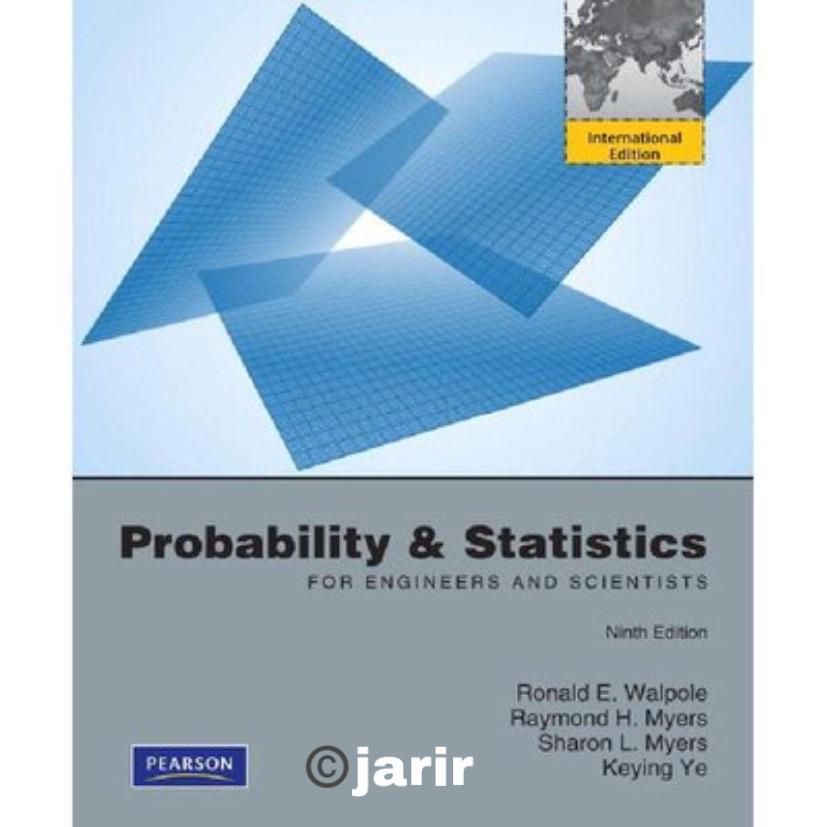 International
Edition
Probability & Statistics
FOR ENGINEERS AND SCIENTISTS
Ninth Edition
Ronald E. Walpole
Raymond H. Myers
Sharon L. Myers
Keying Ye
PEARSON
©jarir